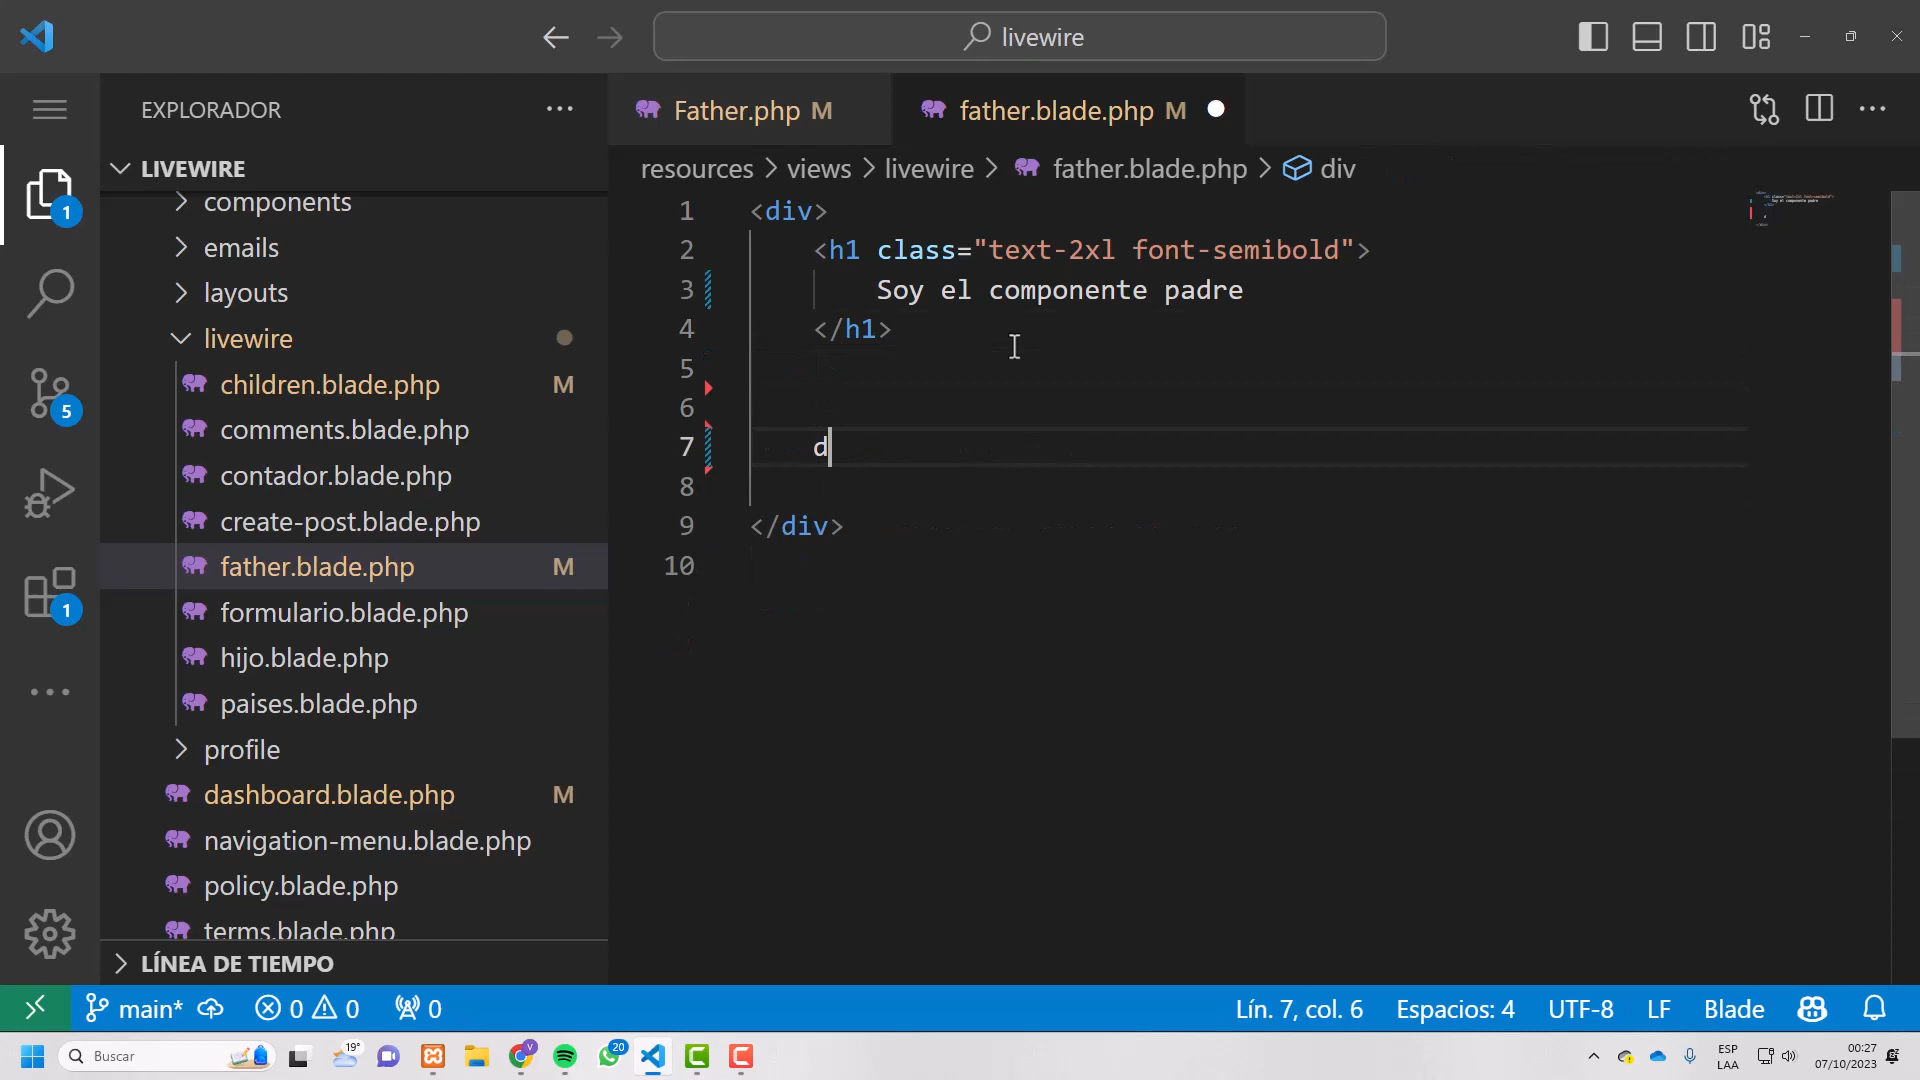 livewire
EXPLORADOR
LIVEWIRE
components
emails
layouts
livewire
children.blade.php M
comments.blade.php
contador.blade.php
create-post.blade.php
father.blade.php M
formulario.blade.php
hijo.blade.php
paises.blade.php
profile
dashboard.blade.php M
navigation-menu.blade.php
policy.blade.php
terms.blade.php
LÍNEA DE TIEMPO
1
5
1
Father.php M
father.blade.php M
resources > views > livewire > father.blade.php > div
1 <div>
2 <h1 class="text-2xl font-semibold">
3 Soy el componente padre
4 </h1>
5
6
7 d
8
9 </div>
10
main* 0 0 0
Lín. 7, col. 6 Espacios: 4 UTF-8 LF Blade
Buscar
19°
V
20
ESP
LAA
00:27
07/10/2023